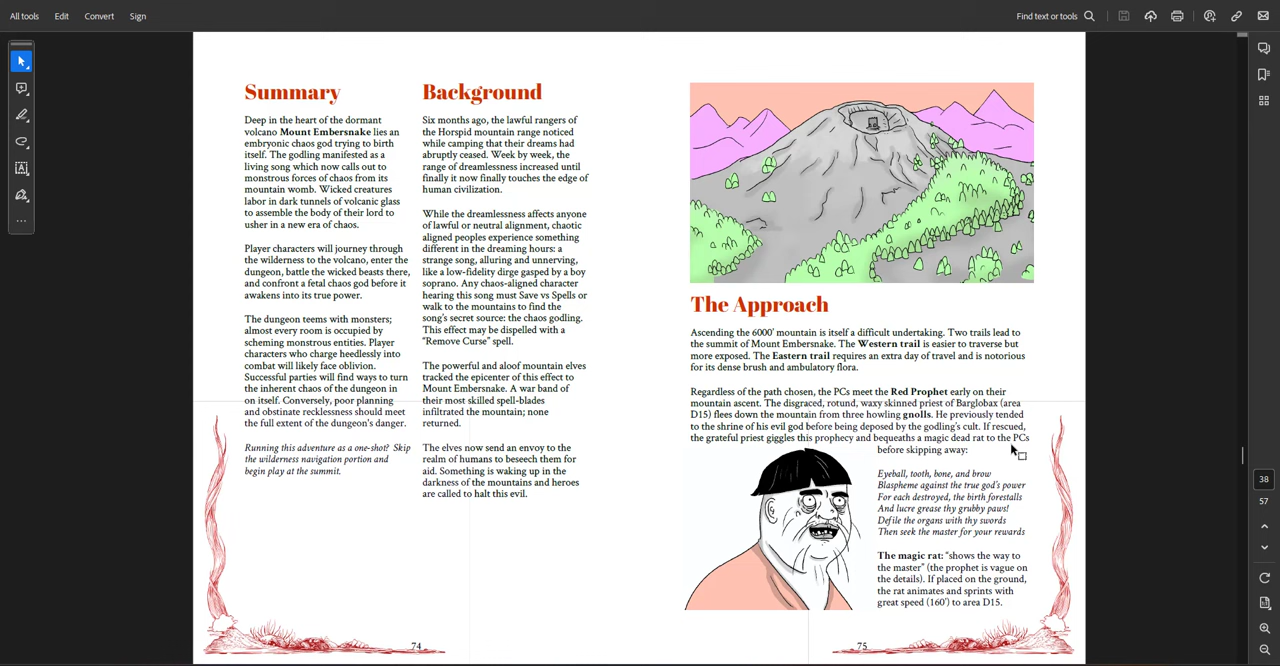 All tools
Edit
Convert
Sign
Find text or tools
Summary
Deep in the heart of the dormant
volcano Mount Embersnake lies an
embryonic chaos god trying to birth
itself. The godling manifested as a
living song which now calls out to
monstrous forces of chaos from its
mountain womb. Wicked creatures
labor in dark tunnels of volcanic glass
to assemble the body of their lord to
usher in a new era of chaos.
Player characters will journey through
the wilderness to the volcano, enter the
dungeon, battle the wicked beasts there,
and confront a fetal chaos god before it
awakens into its true power.
The dungeon teems with monsters;
almost every room is occupied by
scheming monstrous entities. Player
characters who charge heedlessly into
combat will likely face oblivion.
Successful parties will find ways to turn
the inherent chaos of the dungeon in
on itself. Conversely, poor planning
and obstinate recklessness should meet
the full extent of the dungeon's danger.
Running this adventure as a one-shot? Skip
the wilderness navigation portion and
begin play at the summit.
Background
Six months ago, the lawful rangers of
the Horspid mountain range noticed
while camping that their dreams had
abruptly ceased. Week by week, the
range of dreamlessness increased until
finally it now finally touches the edge of
human civilization.
While the dreamlessness affects anyone
of lawful or neutral alignment, chaotic
aligned peoples experience something
different in the dreaming hours: a
strange song, alluring and unnerving,
like a low-fidelity dirge gasped by a boy
soprano. Any chaos-aligned character
hearing this song must Save vs Spells or
walk to the mountains to find the
song's secret source: the chaos godling.
This effect may be dispelled with a
"Remove Curse" spell.
The powerful and aloof mountain elves
tracked the epicenter of this effect to
Mount Embersnake. A war band of
their most skilled spell-blades
infiltrated the mountain; none
returned.
The elves now send an envoy to the
realm of humans to beseech them for
aid. Something is waking up in the
darkness of the mountains and heroes
are called to halt this evil.
74
The Approach
Ascending the 6000' mountain is itself a difficult undertaking. Two trails lead to
the summit of Mount Embersnake. The Western trail is easier to traverse but
more exposed. The Eastern trail requires an extra day of travel and is notorious
for its dense brush and ambulatory flora.
Regardless of the path chosen, the PCs meet the Red Prophet early on their
mountain ascent. The disgraced, rotund, waxy skinned priest of Barglobax (area
D15) flees down the mountain from three howling gnolls. He previously tended
to the shrine of his evil god before being deposed by the godling's cult. If rescued,
the grateful priest giggles this prophecy and bequeaths a magic dead rat to the PCs
before skipping away:
Eyeball, tooth, bone, and brow
Blaspheme against the true god's power
For each destroyed, the birth forestalls
And lucre grease thy grubby paws!
Defile the organs with thy swords
Then seek the master for your rewards
The magic rat: "shows the way to
the master" (the prophet is vague on
the details). If placed on the ground,
the rat animates and sprints with
great speed (160') to area D15.
75
38
57